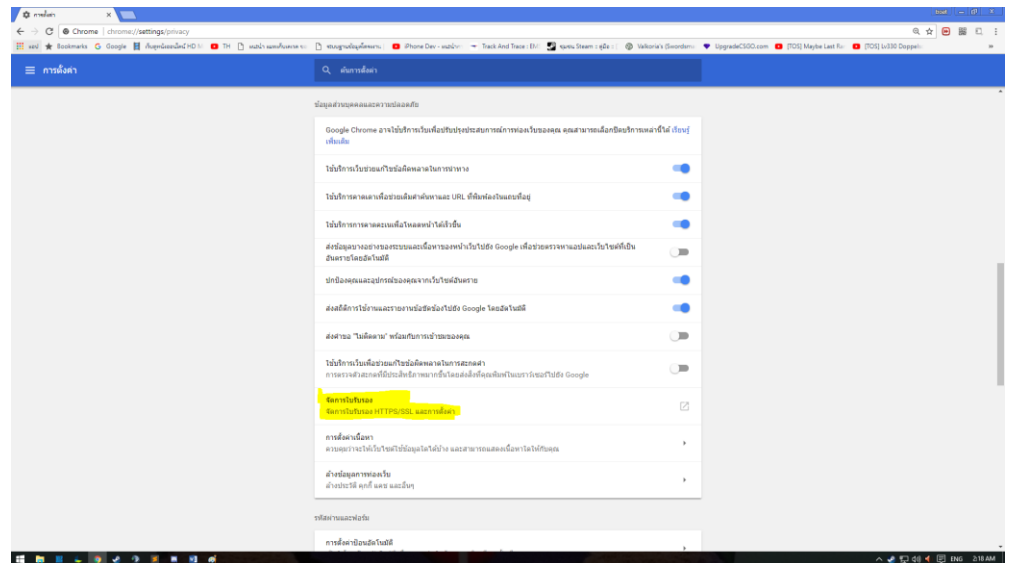 การตั้งค่า
Chrome | chrome://settings/privacy
Bookmarks
Google
TH
iPhone Dev - 
Track And Trace : EM
Valkoria's (Swordsm
UpgradeCSGO.com
[TOS] Maybe Last Ro
[TOS] Lv330 Doppels
การตั้งค่า
ค้นการตั้งค่า
ข้อมูลส่วนบุคคลและความปลอดภัย
Google Chrome อาจใช้บริการเว็บเพื่อปรับปรุงประสบการณ์การท่องเว็บของคุณ คุณสามารถเลือกปิดบริการเหล่านี้ได้ เรียนรู้
เพิ่มเติม
ใช้บริการเว็บช่วยแก้ไขข้อผิดพลาดในการนำทาง
ใช้บริการคาดเดาเพื่อช่วยเติมคำค้นหาและ URL ที่พิมพ์ลงในแถบที่อยู่
ใช้บริการการคาดคะเนเพื่อโหลดหน้าได้เร็วขึ้น
ส่งข้อมูลบางอย่างของระบบและเนื้อหาของหน้าเว็บไปยัง Google เพื่อช่วยตรวจหาแอปและเว็บไซต์ที่เป็น
อันตรายโดยอัตโนมัติ
ปกป้องคุณและอุปกรณ์ของคุณจากเว็บไซต์อันตราย
ส่งสถิติการใช้งานและรายงานข้อขัดข้องไปยัง Google โดยอัตโนมัติ
ส่งคำขอ "ไม่ติดตาม" พร้อมกับการเข้าชมของคุณ
ใช้บริการเว็บเพื่อช่วยแก้ไขข้อผิดพลาดในการสะกดคำ
การตรวจตัวสะกดที่มีประสิทธิภาพมากขึ้นโดยส่งสิ่งที่คุณพิมพ์ในเบราว์เซอร์ไปยัง Google
จัดการใบรับรอง
จัดการใบรับรอง HTTPS/SSL และการตั้งค่า
การตั้งค่าเนื้อหา
ควบคุมว่าจะให้เว็บไซต์ใช้ข้อมูลใดได้บ้าง และสามารถแสดงเนื้อหาใดให้กับคุณ
ล้างข้อมูลการท่องเว็บ
ล้างประวัติ คุกกี้ แคช และอื่นๆ
รหัสผ่านและฟอร์ม
การตั้งค่าป้อนอัตโนมัติ
ENG 2:18 AM